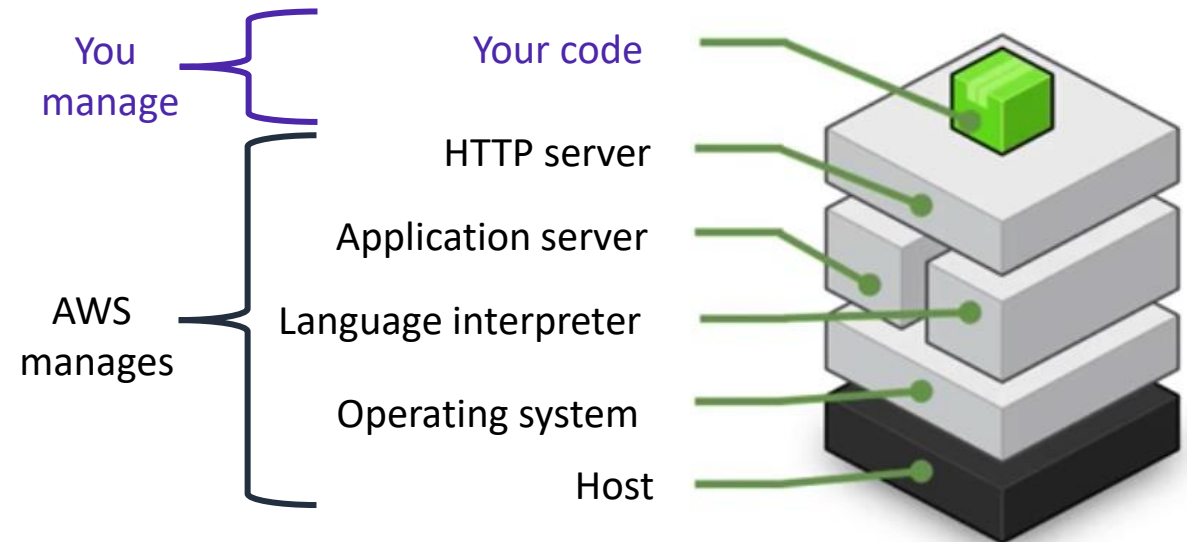 You
manage
Your code
HTTP server
Application server
AWS
manages
Language interpreter
Operating system
Host